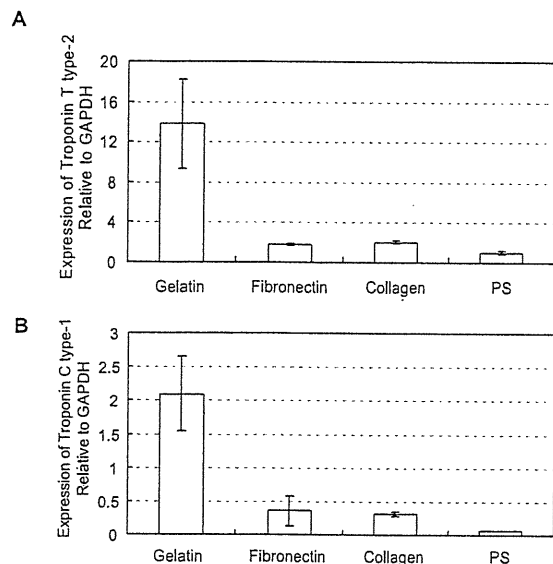 A
Expression of Troponin T type-2
Relative to GAPDH
20
16
12
8
4
0
Gelatin Fibronectin Collagen PS
B
Expression of Troponin C type-1
Relative to GAPDH
3
2.5
2
1.5
1
0.5
0
Gelatin Fibronectin Collagen PS